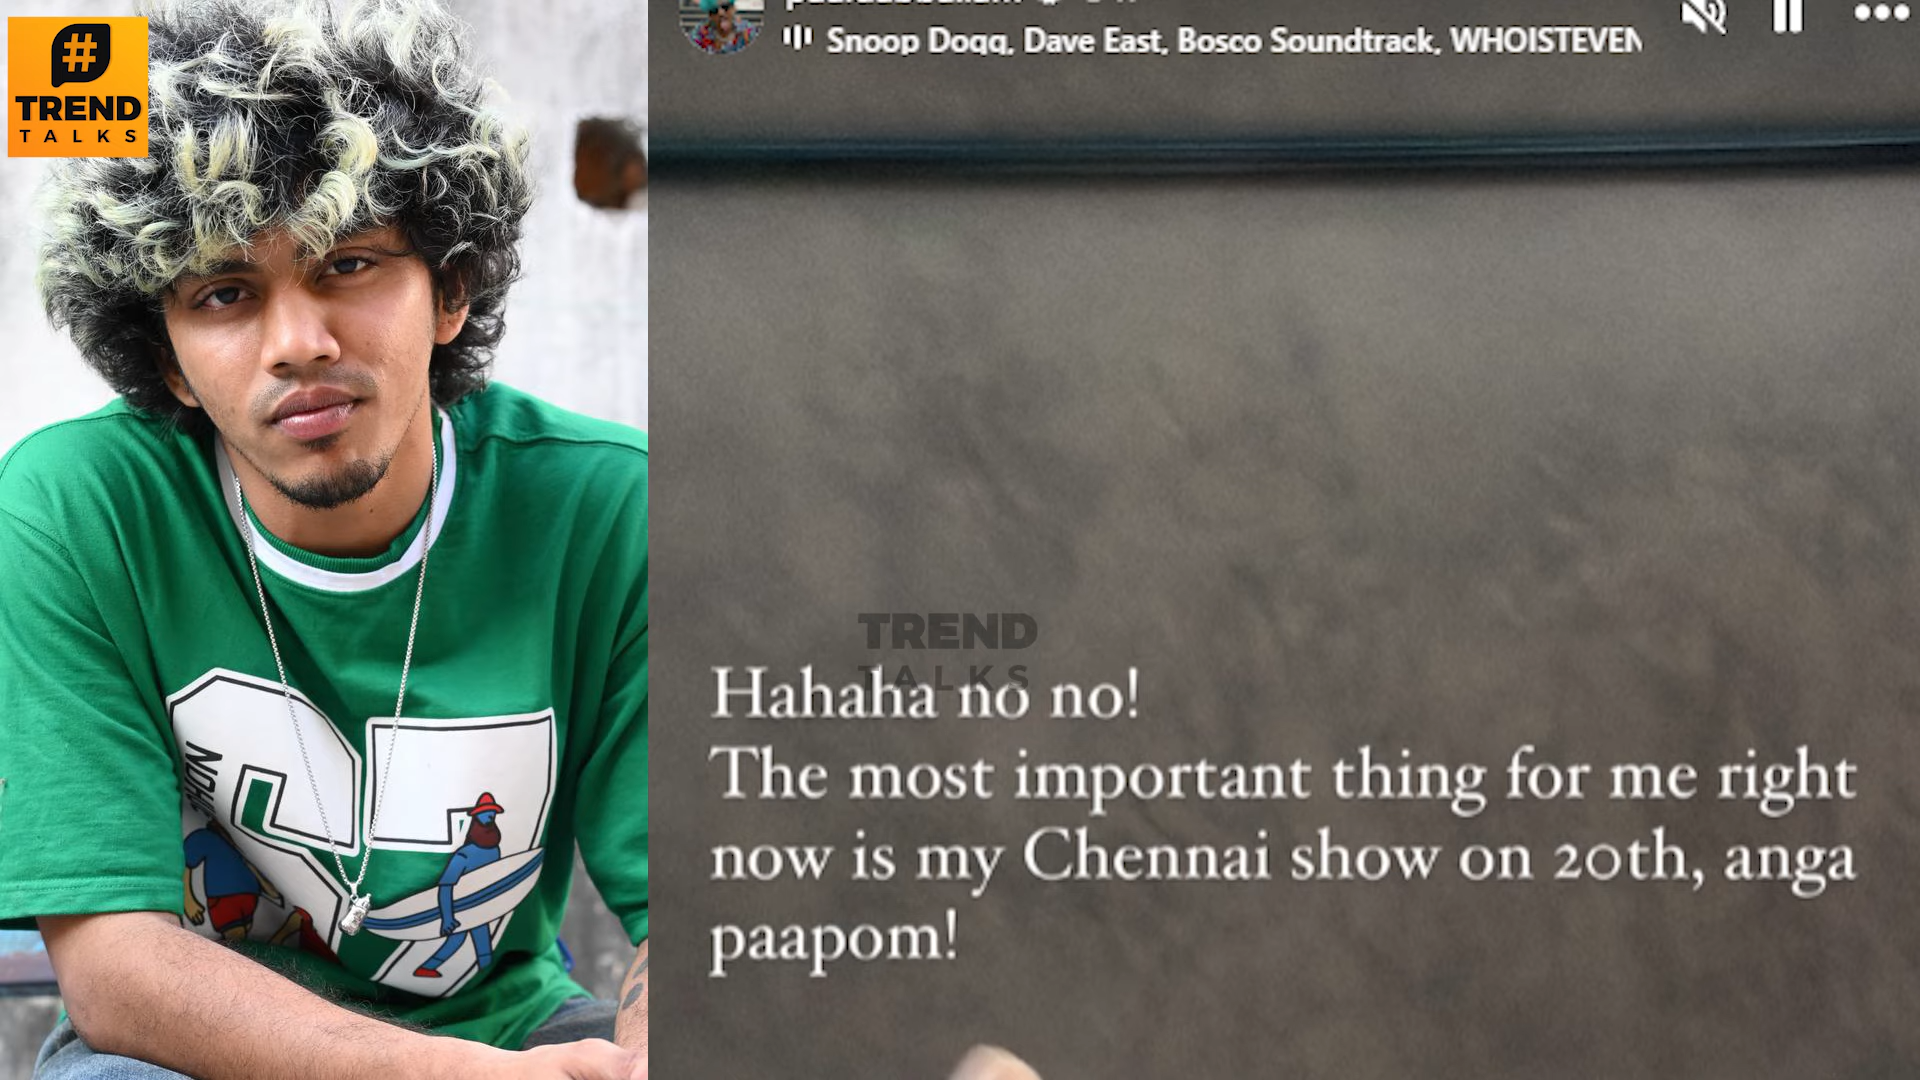 #
TREND
TALKS
Snoop Dogg, Dave East, Bosco Soundtrack, WHOISTEVEN
TREND
TALKS
Hahaha no no!
The most important thing for me right
now is my Chennai show on 20th, anga
paapom!